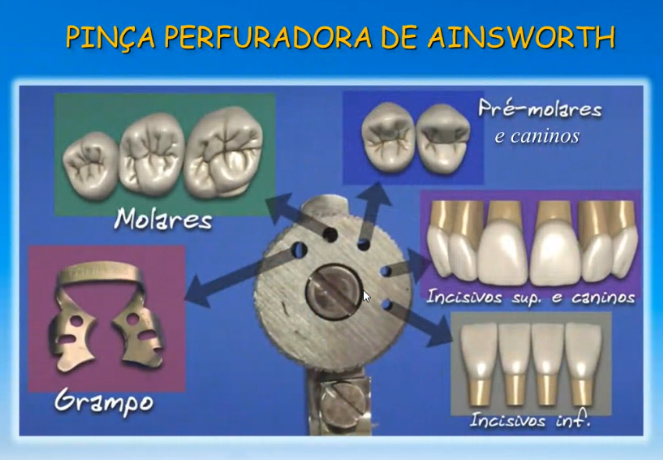 PINÇA PERFURADORA DE AINSWORTH
Pré-molares
e caninos
Molares
Incisivos sup. e caninos
Grampo
Incisivos inf.